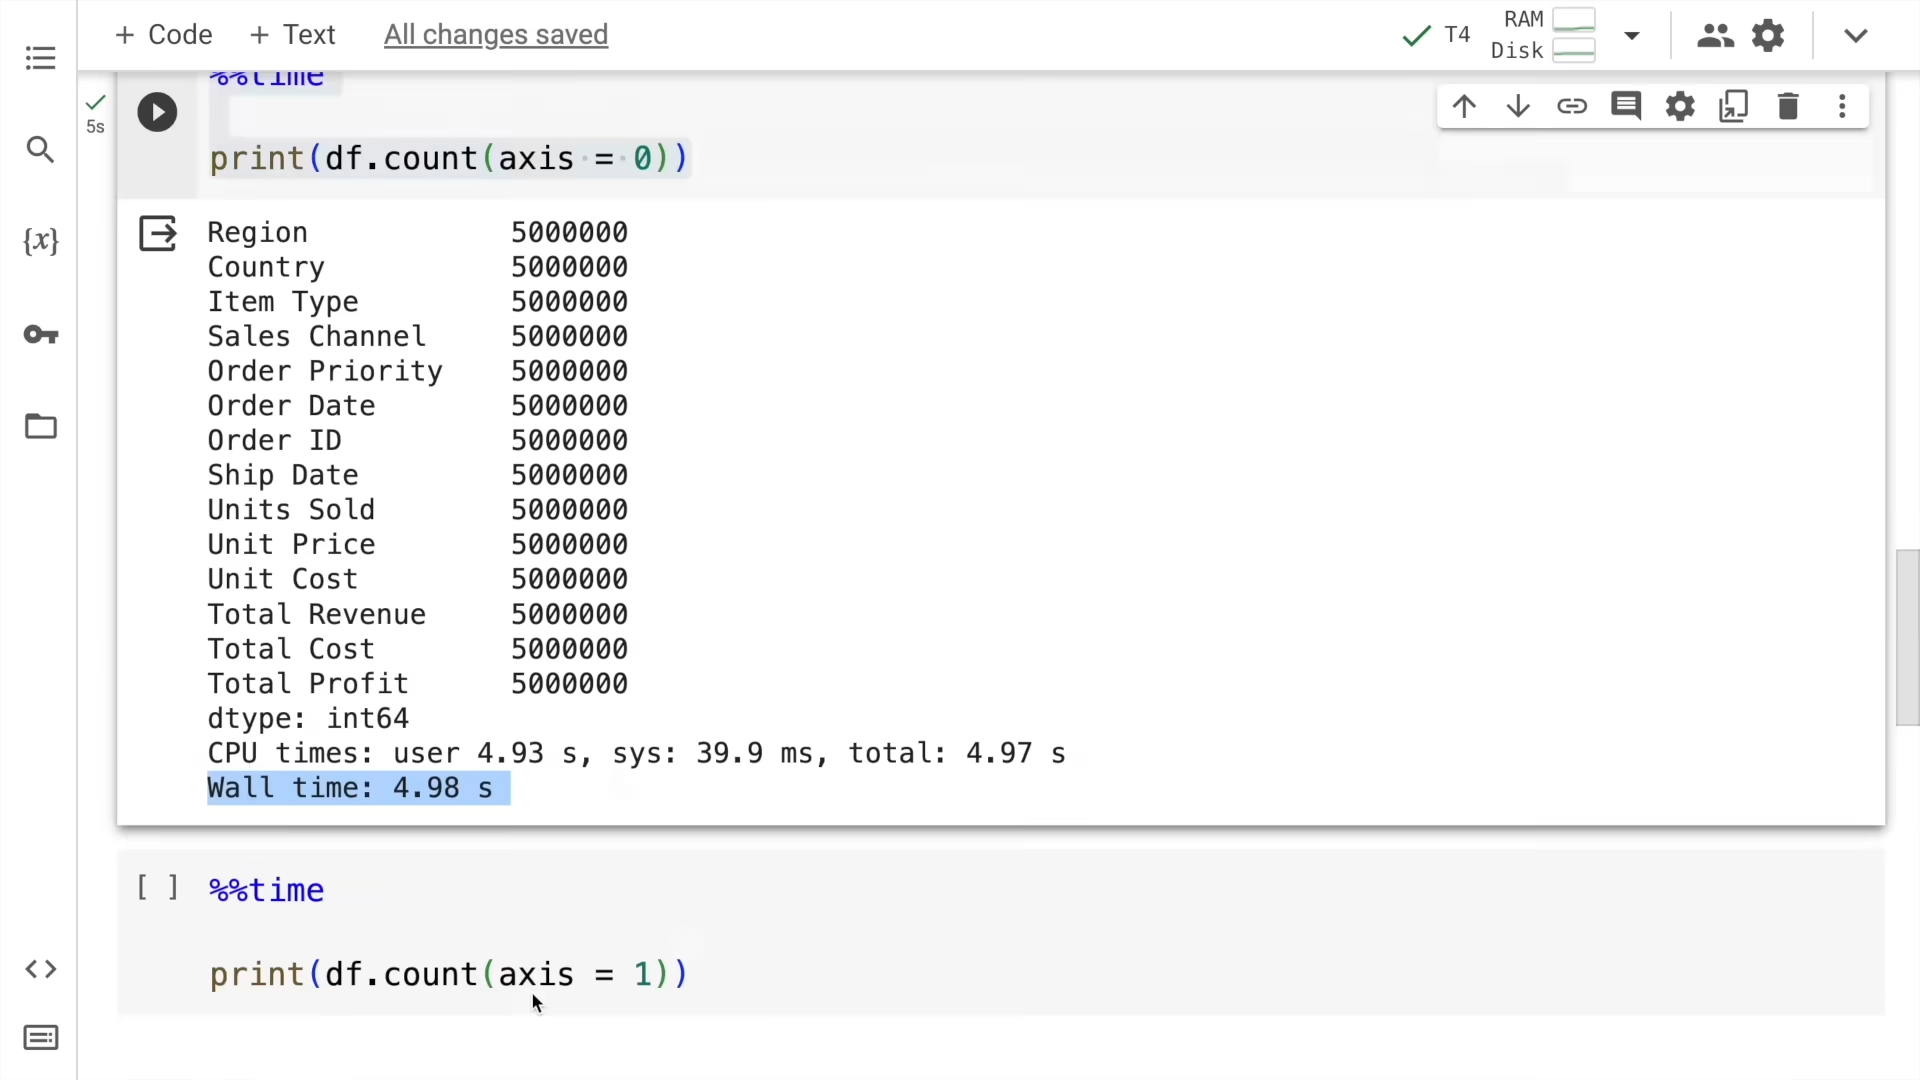 + Code + Text All changes saved T4 RAM Disk
%%time
5s
print(df.count(axis = 0))
{x}
Region 5000000
Country 5000000
Item Type 5000000
Sales Channel 5000000
Order Priority 5000000
Order Date 5000000
Order ID 5000000
Ship Date 5000000
Units Sold 5000000
Unit Price 5000000
Unit Cost 5000000
Total Revenue 5000000
Total Cost 5000000
Total Profit 5000000
dtype: int64
CPU times: user 4.93 s, sys: 39.9 ms, total: 4.97 s
Wall time: 4.98 s
[ ] %%time
print(df.count(axis = 1))